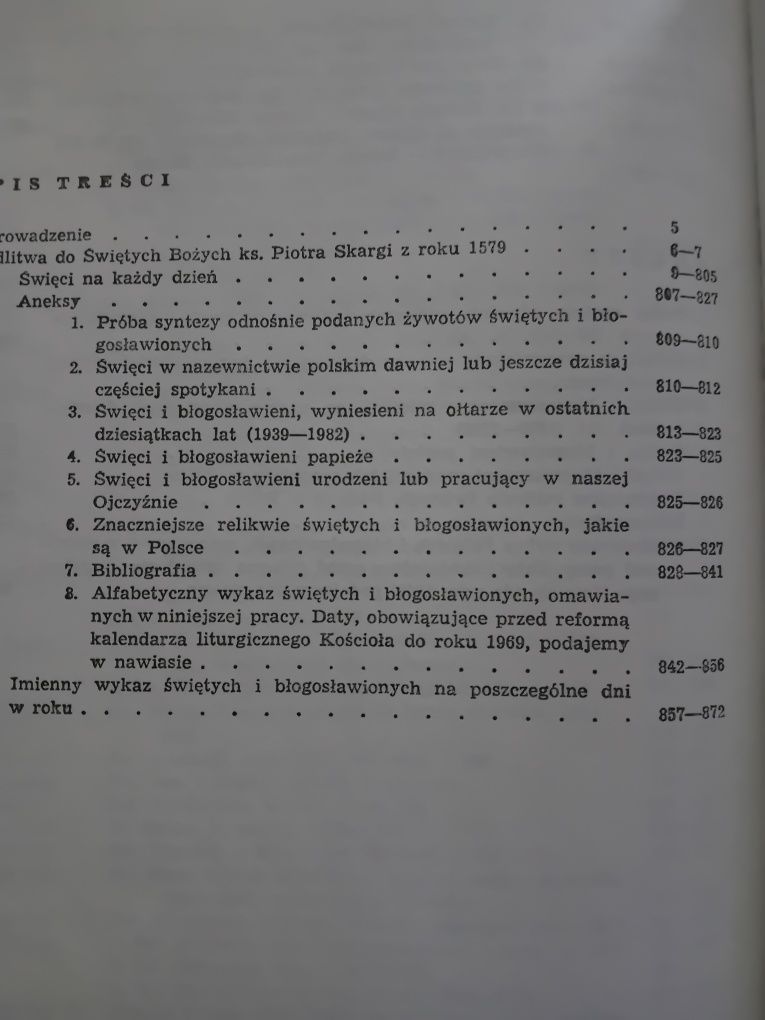 PIS TREŚCI
rowadzenie . . . . . . . . . . . . . . . . . 5
dlitwa do Świętych Bożych ks. Piotra Skargi z roku 1579 . . . . 6—7
Święci na każdy dzień . . . . . . . . . . . . . 9—805
Aneksy . . . . . . . . . . . . . . . . . 807—827
1. Próba syntezy odnośnie podanych żywotów świętych i bło-
gosławionych . . . . . . . . . . . . . 809—810
2. Święci w nazewnictwie polskim dawniej lub jeszcze dzisiaj
częściej spotykani . . . . . . . . . . . . 810—812
3. Święci i błogosławieni, wyniesieni na ołtarze w ostatnich
dziesiątkach lat (1939—1982) . . . . . . . . . 813—823
4. Święci i błogosławieni papieże . . . . . . . . 823—825
5. Święci i błogosławieni urodzeni lub pracujący w naszej
Ojczyźnie . . . . . . . . . . . . . . 825—826
6. Znaczniejsze relikwie świętych i błogosławionych, jakie
są w Polsce . . . . . . . . . . . . . 826—827
7. Bibliografia . . . . . . . . . . . . . . 828—841
8. Alfabetyczny wykaz świętych i błogosławionych, omawia-
nych w niniejszej pracy. Daty, obowiązujące przed reformą
kalendarza liturgicznego Kościoła do roku 1969, podajemy
w nawiasie . . . . . . . . . . . . . . 842—856
Imienny wykaz świętych i błogosławionych na poszczególne dni
w roku . . . . . . . . . . . . . . . . . . 857—872